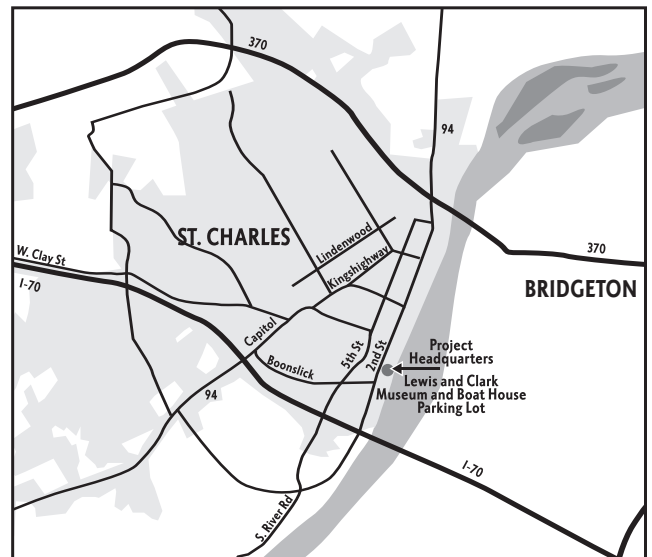 370
94
ST. CHARLES
Lindenwood
Kingshighway
W. Clay St
I-70
370
BRIDGETON
Capitol
5th St
2nd St
Boonslick
Project
Headquarters
Lewis and Clark
Museum and Boat House
Parking Lot
94
I-70
S. River Rd